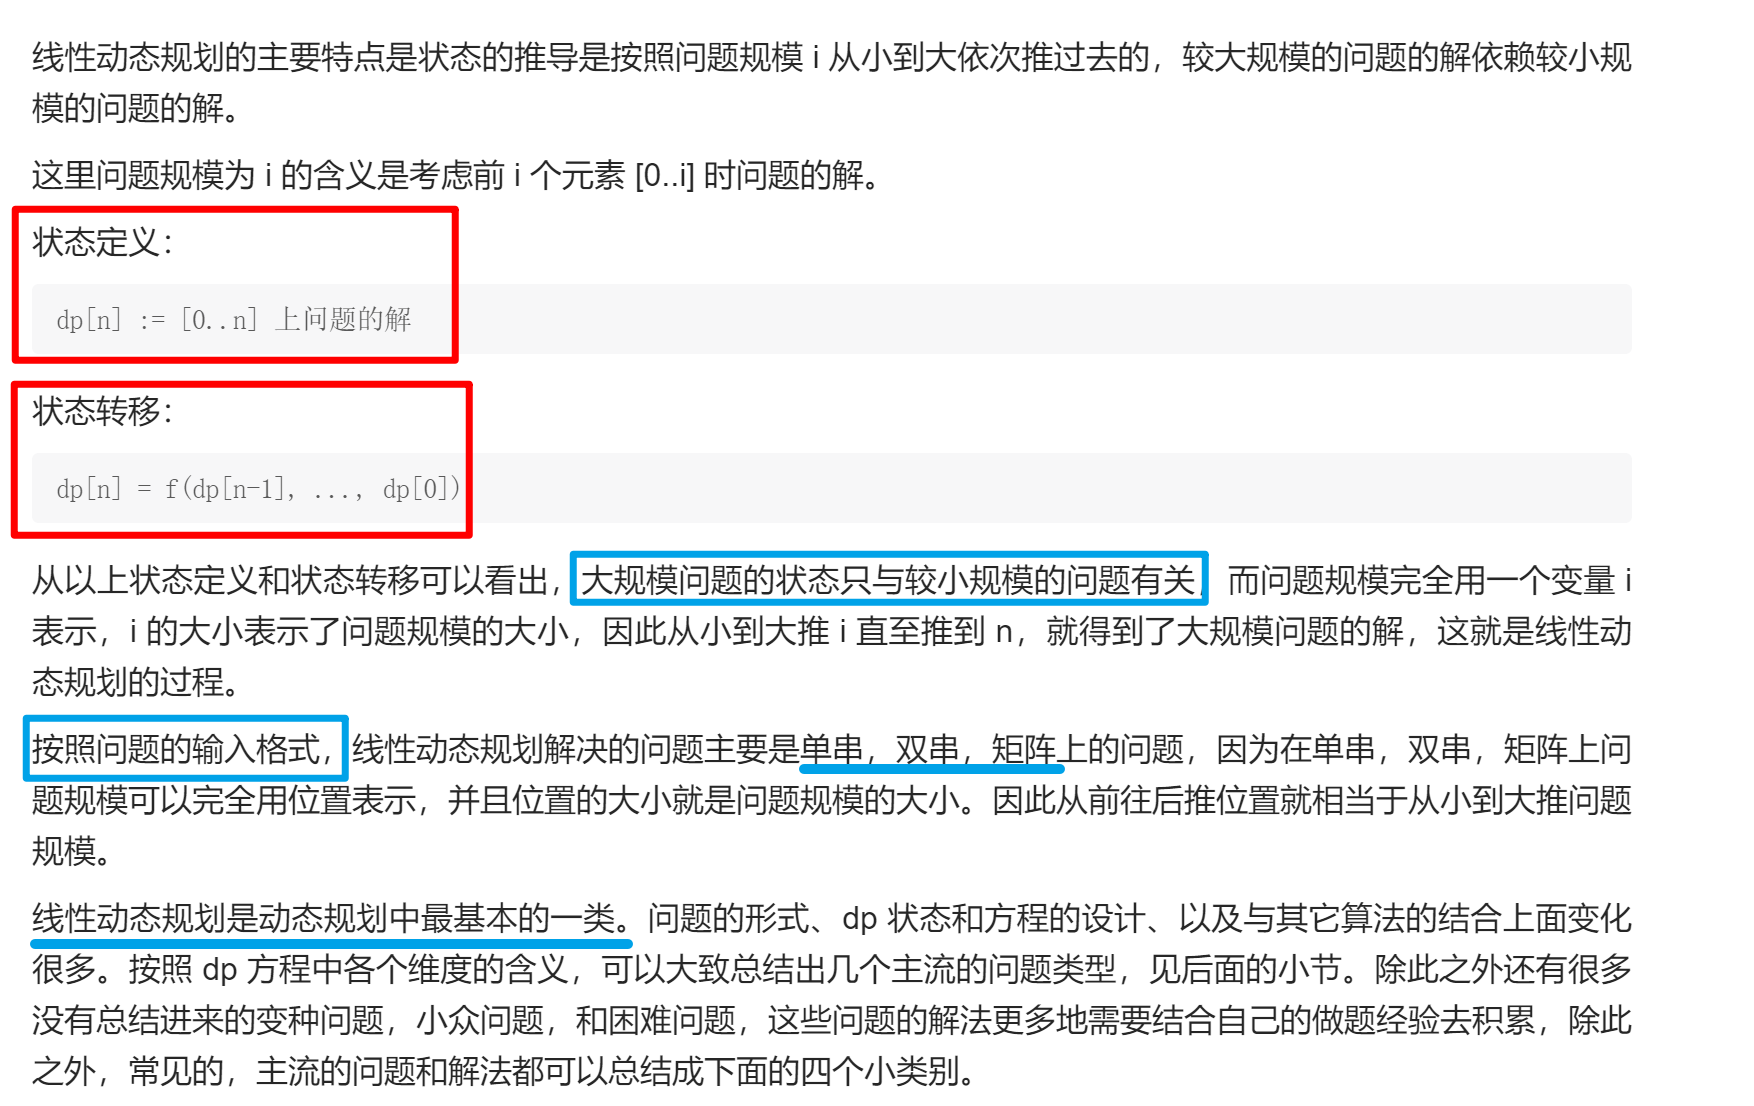 线性动态规划的主要特点是状态的推导是按照问题规模 i 从小到大依次推过去的，较大规模的问题的解依赖较小规
模的问题的解。
这里问题规模为 i 的含义是考虑前 i 个元素 [0..i] 时问题的解。
状态定义：
dp[n] := [0..n] 上问题的解
状态转移：
dp[n] = f(dp[n-1], ..., dp[0])
从以上状态定义和状态转移可以看出，大规模问题的状态只与较小规模的问题有关，而问题规模完全用一个变量 i
表示，i 的大小表示了问题规模的大小，因此从小到大推 i 直至推到 n，就得到了大规模问题的解，这就是线性动
态规划的过程。
按照问题的输入格式，线性动态规划解决的问题主要是单串，双串，矩阵上的问题，因为在单串，双串，矩阵上问
题规模可以完全用位置表示，并且位置的大小就是问题规模的大小。因此从前往后推位置就相当于从小到大推问题
规模。
线性动态规划是动态规划中最基本的一类。问题的形式、dp 状态和方程的设计、以及与其它算法的结合上面变化
很多。按照 dp 方程中各个维度的含义，可以大致总结出几个主流的问题类型，见后面的小节。除此之外还有很多
没有总结进来的变种问题，小众问题，和困难问题，这些问题的解法更多地需要结合自己的做题经验去积累，除此
之外，常见的，主流的问题和解法都可以总结成下面的四个小类别。